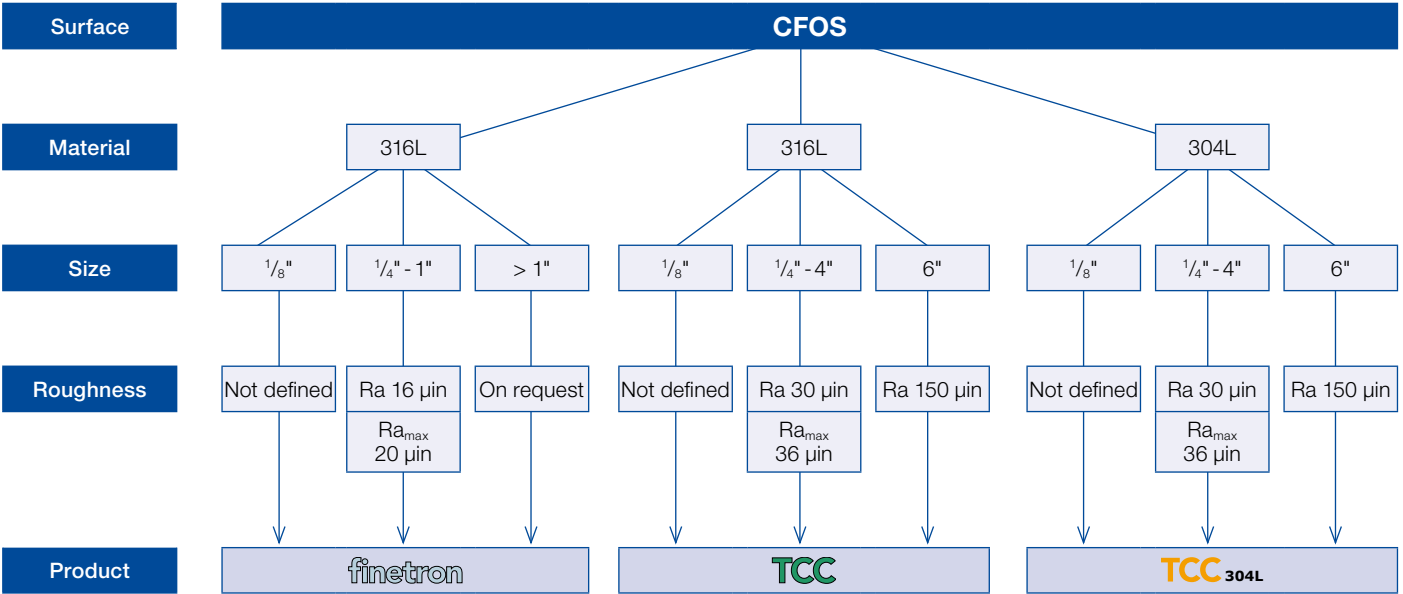 Surface
CFOS
Material
316L
316L
304L
Size
1/8"
1/4" - 1"
> 1"
1/8"
1/4" - 4"
6"
1/8"
1/4" - 4"
6"
Roughness
Not defined
Ra 16 µin
On request
Not defined
Ra 30 µin
Ra 150 µin
Not defined
Ra 30 µin
Ra 150 µin
Ramax
20 µin
Ramax
36 µin
Ramax
36 µin
Product
finetron
TCC
TCC 304L